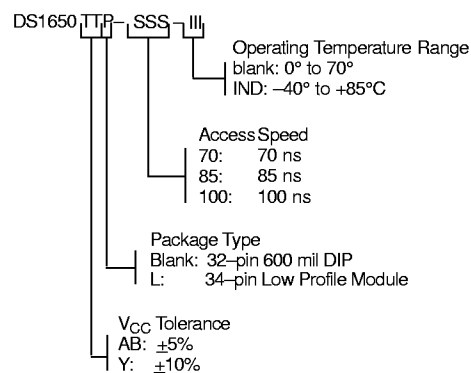 DS1650 TTP– SSS –III
Operating Temperature Range
blank: 0° to 70°
IND: –40° to +85°C
Access Speed
70: 70 ns
85: 85 ns
100: 100 ns
Package Type
Blank: 32–pin 600 mil DIP
L: 34–pin Low Profile Module
VCC Tolerance
AB: ±5%
Y: ±10%